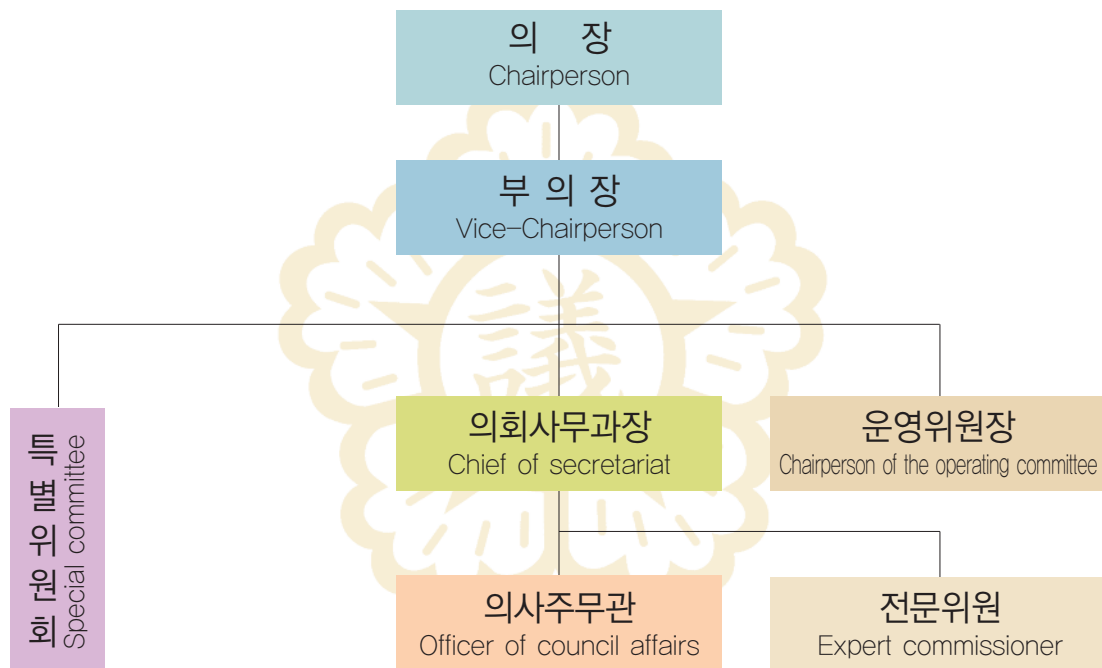 의 장
Chairperson
부 의 장
Vice-Chairperson
議
특별위원회
Special committee
의회사무과장
Chief of secretariat
운영위원장
Chairperson of the operating committee
의사주무관
Officer of council affairs
전문위원
Expert commissioner